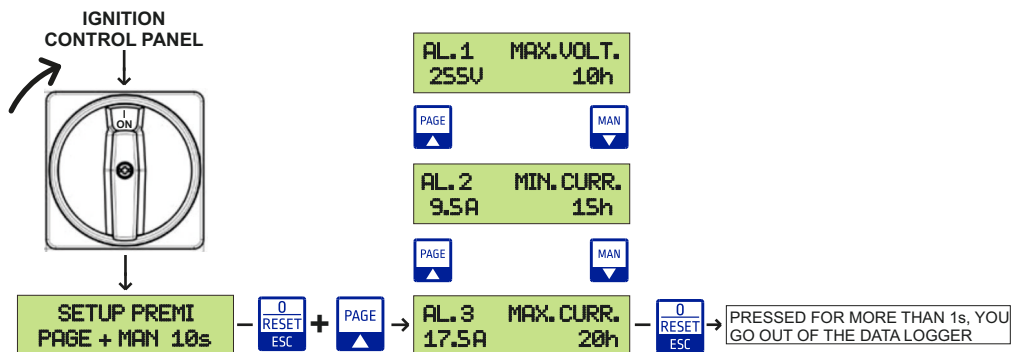 IGNITION
CONTROL PANEL
I
ON
SETUP PREMI
PAGE + MAN 10s
0
RESET
ESC
+
PAGE
AL.1 MAX.VOLT.
255V 10h
PAGE
MAN
AL.2 MIN.CURR.
9.5A 15h
PAGE
MAN
AL.3 MAX.CURR.
17.5A 20h
0
RESET
ESC
PRESSED FOR MORE THAN 1s, YOU
GO OUT OF THE DATA LOGGER